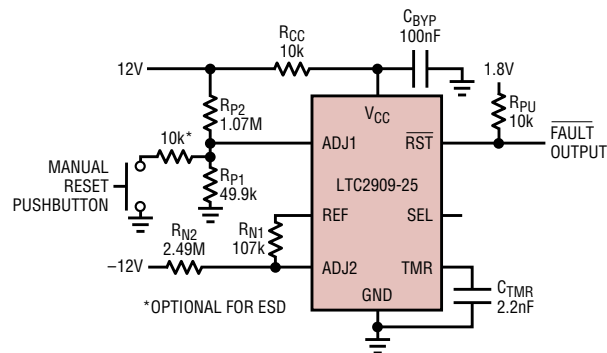 CBYP
100nF
RCC
10k
12V
1.8V
RP2
1.07M
VCC
RPU
10k
10k*
ADJ1
RST
FAULT
OUTPUT
MANUAL
RESET
PUSHBUTTON
RP1
49.9k
LTC2909-25
REF
SEL
RN2
2.49M
RN1
107k
–12V
ADJ2
TMR
*OPTIONAL FOR ESD
GND
CTMR
2.2nF